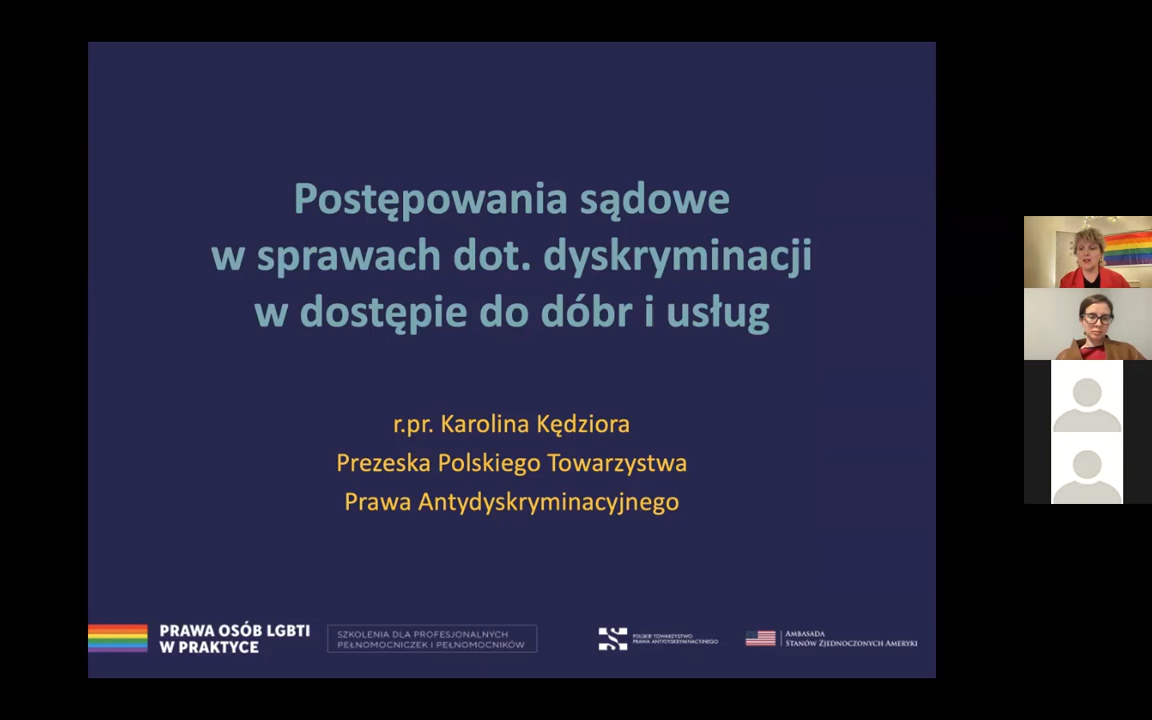 Postępowania sądowe
w sprawach dot. dyskryminacji
w dostępie do dóbr i usług
r.pr. Karolina Kędziora
Prezeska Polskiego Towarzystwa
Prawa Antydyskryminacyjnego
PRAWA OSÓB LGBTI
W PRAKTYCE
SZKOLENIA DLA PROFESJONALNYCH
PEŁNOMOCNICZEK I PEŁNOMOCNIKÓW
POLSKIE TOWARZYSTWO
PRAWA ANTYDYSKRYMINACYJNEGO
AMBASADA
STANÓW ZJEDNOCZONYCH AMERYKI